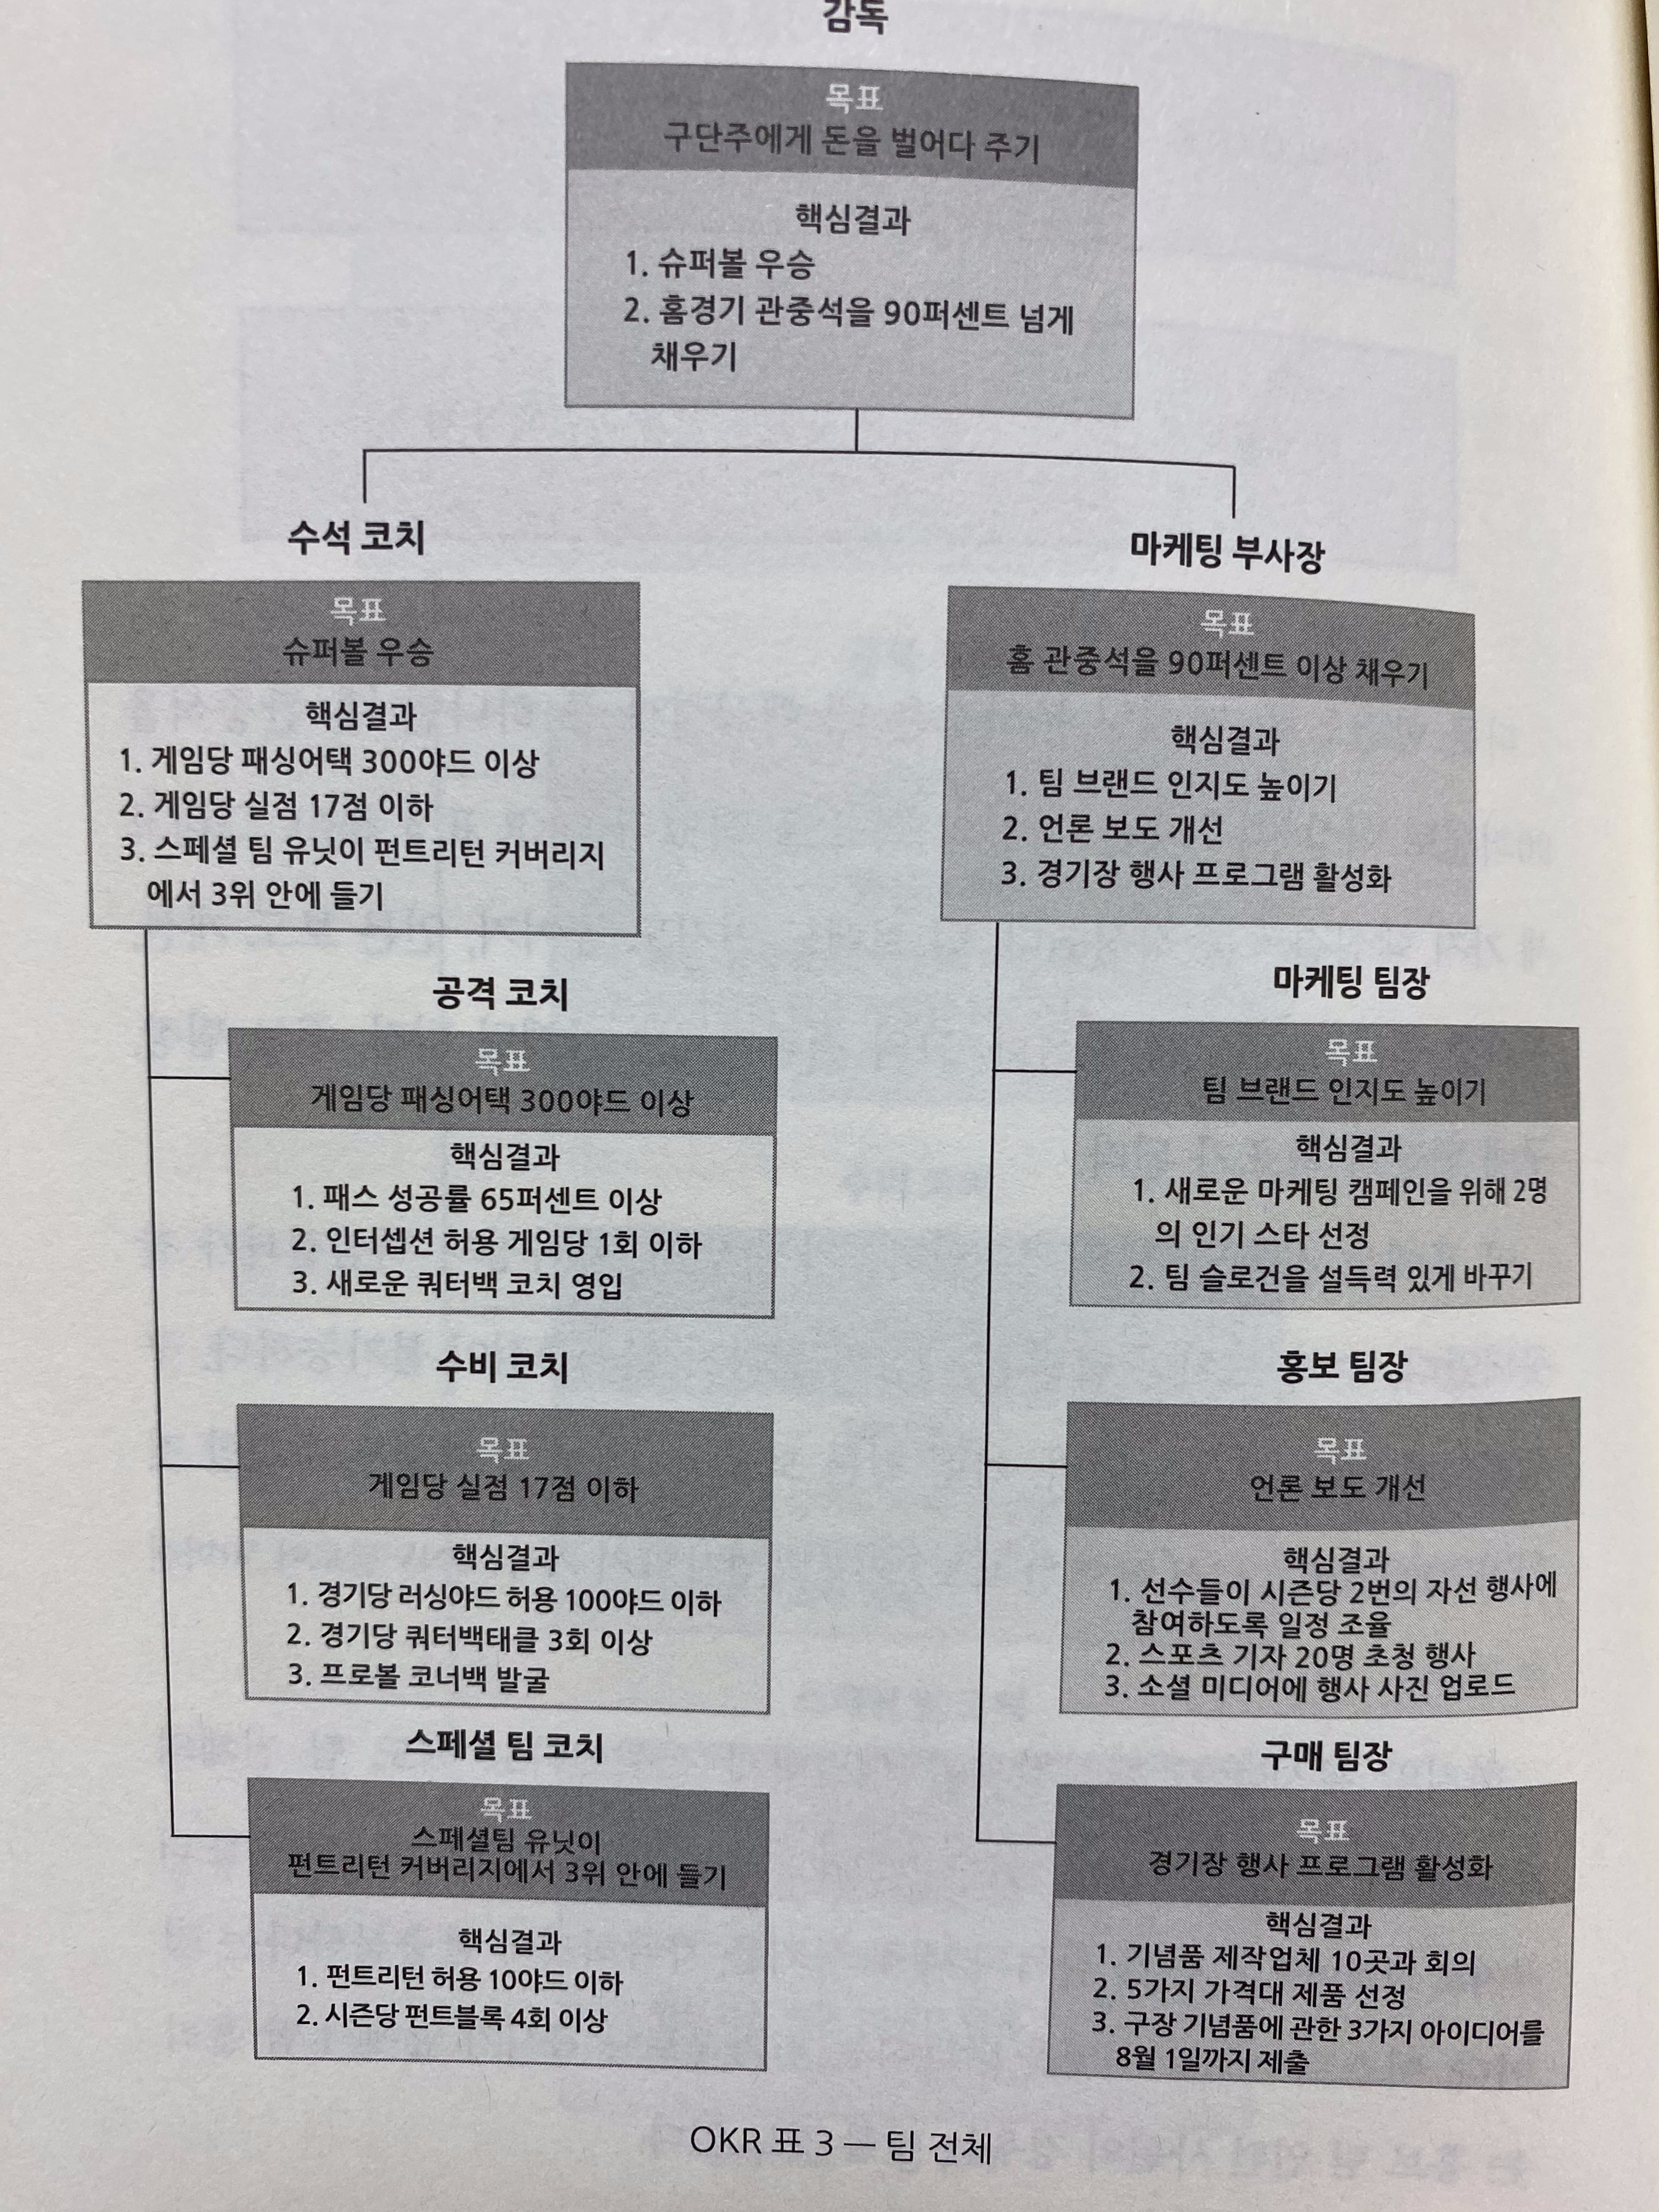 감독
목표
구단주에게 돈을 벌어다 주기
핵심결과
1. 슈퍼볼 우승
2. 홈경기 관중석을 90퍼센트 넘게
채우기
수석 코치
목표
슈퍼볼 우승
핵심결과
1. 게임당 패싱어택 300야드 이상
2. 게임당 실점 17점 이하
3. 스페셜 팀 유닛이 펀트리턴 커버리지
에서 3위 안에 들기
공격 코치
목표
게임당 패싱어택 300야드 이상
핵심결과
1. 패스 성공률 65퍼센트 이상
2. 인터셉션 허용 게임당 1회 이하
3. 새로운 쿼터백 코치 영입
수비 코치
목표
게임당 실점 17점 이하
핵심결과
1. 경기당 러싱야드 허용 100야드 이하
2. 경기당 쿼터백태클 3회 이상
3. 프로볼 코너백 발굴
스페셜 팀 코치
목표
스페셜팀 유닛이
펀트리턴 커버리지에서 3위 안에 들기
핵심결과
1. 펀트리턴 허용 10야드 이하
2. 시즌당 펀트블록 4회 이상
마케팅 부사장
목표
홈 관중석을 90퍼센트 이상 채우기
핵심결과
1. 팀 브랜드 인지도 높이기
2. 언론 보도 개선
3. 경기장 행사 프로그램 활성화
마케팅 팀장
목표
팀 브랜드 인지도 높이기
핵심결과
1. 새로운 마케팅 캠페인을 위해 2명
의 인기 스타 선정
2. 팀 슬로건을 설득력 있게 바꾸기
홍보 팀장
목표
언론 보도 개선
핵심결과
1. 선수들이 시즌당 2번의 자선 행사에
참여하도록 일정 조율
2. 스포츠 기자 20명 초청 행사
3. 소셜 미디어에 행사 사진 업로드
구매 팀장
목표
경기장 행사 프로그램 활성화
핵심결과
1. 기념품 제작업체 10곳과 회의
2. 5가지 가격대 제품 선정
3. 구장 기념품에 관한 3가지 아이디어를
8월 1일까지 제출
OKR 표 3 — 팀 전체